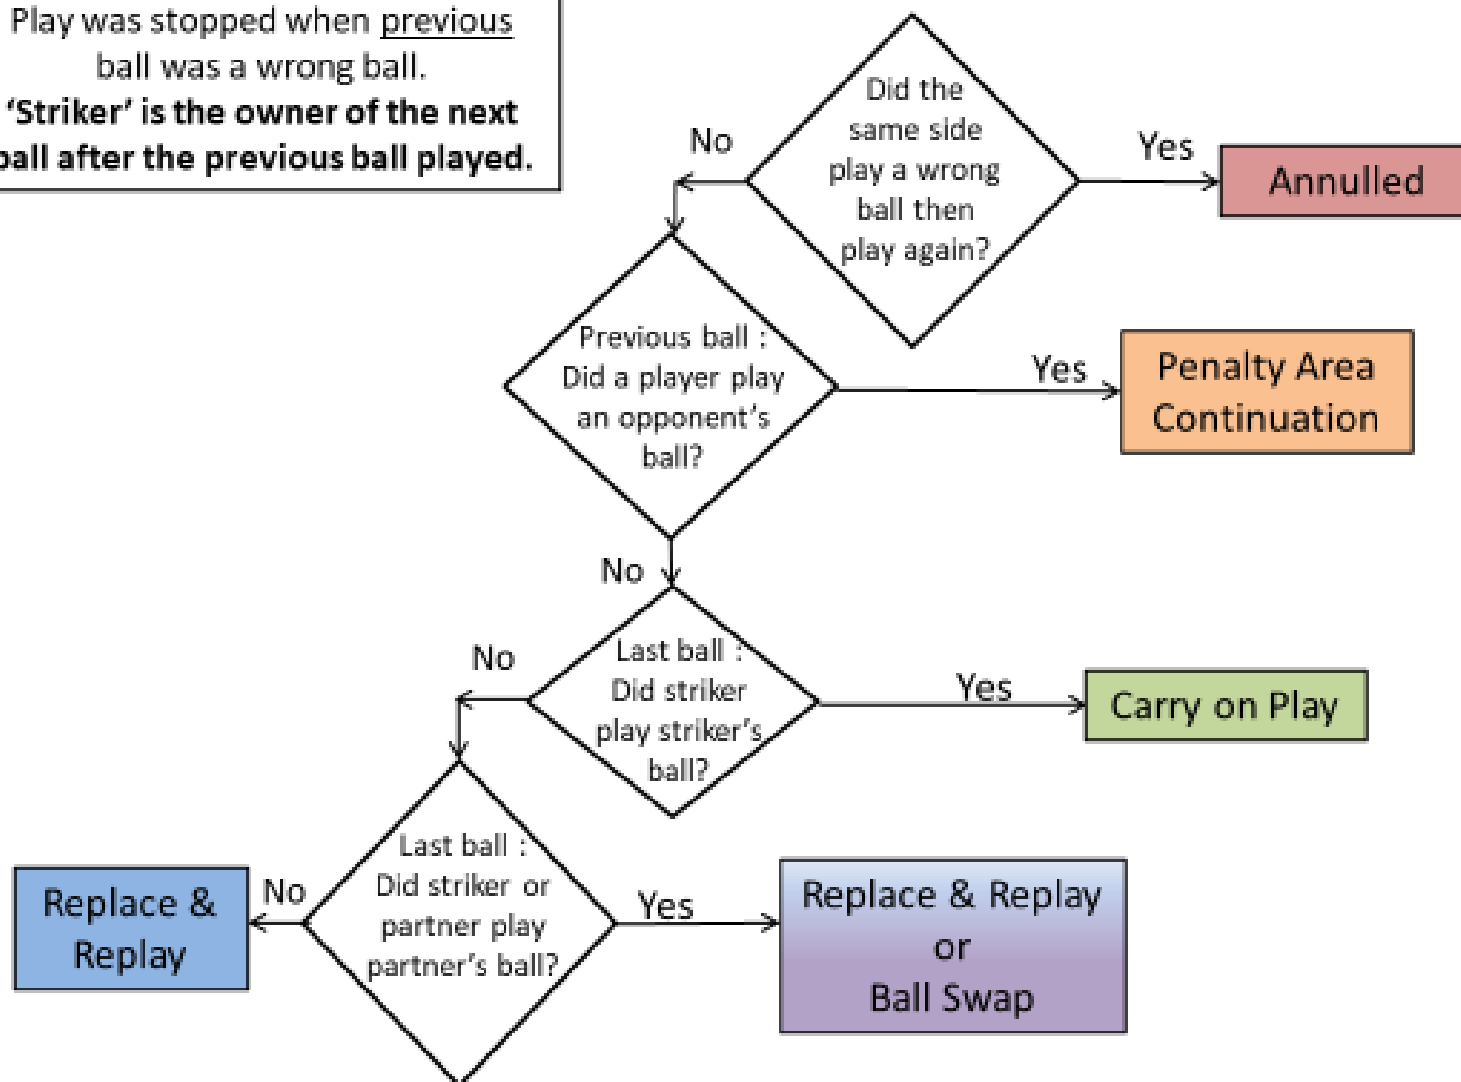 Play was stopped when previous
ball was a wrong ball.
‘Striker’ is the owner of the next
ball after the previous ball played.
Did the
same side
play a wrong
ball then
play again?
No
Yes
Annulled
Previous ball :
Did a player play
an opponent’s
ball?
Yes
Penalty Area
Continuation
No
Last ball :
Did striker
play striker’s
ball?
No
Yes
Carry on Play
Last ball :
Did striker or
partner play
partner’s ball?
No
Replace &
Replay
Yes
Replace & Replay
or
Ball Swap